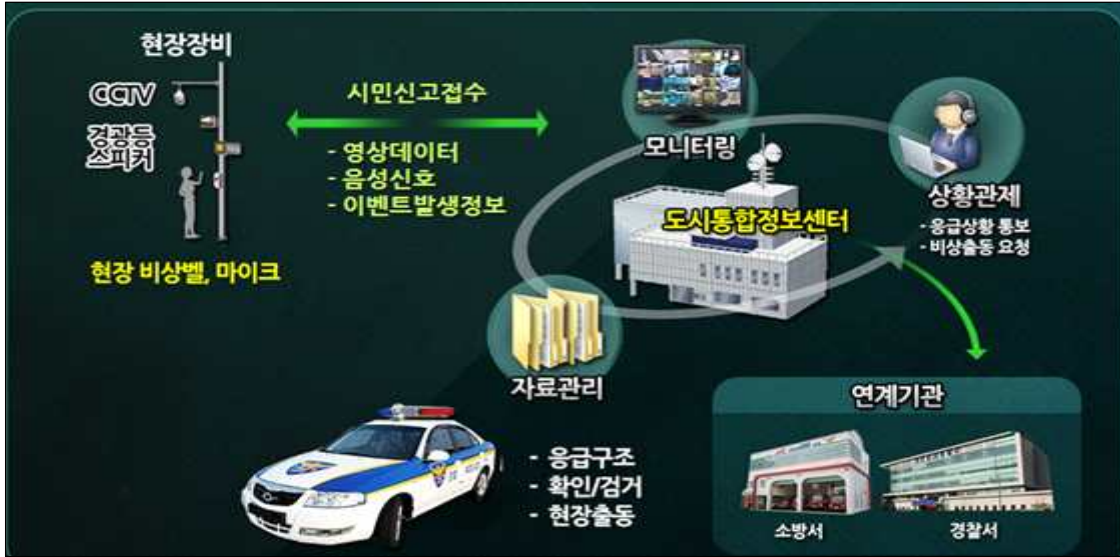 현장장비
CCTV
경광등
스피커
현장 비상벨, 마이크
시민신고접수
- 영상데이터
- 음성신호
- 이벤트발생정보
모니터링
도시통합정보센터
상황관제
- 응급상황 통보
- 비상출동 요청
자료관리
- 응급구조
- 확인/검거
- 현장출동
연계기관
소방서
경찰서